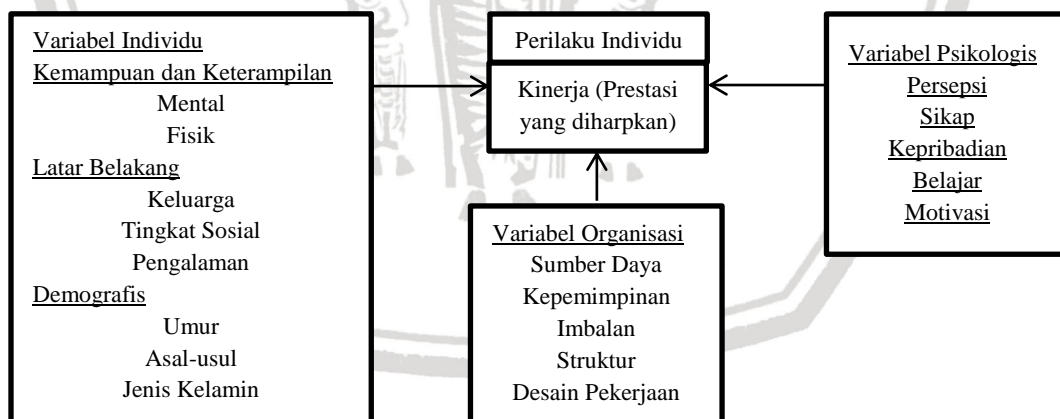 Variabel Individu
Kemampuan dan Keterampilan
Mental
Fisik
Latar Belakang
Keluarga
Tingkat Sosial
Pengalaman
Demografis
Umur
Asal-usul
Jenis Kelamin
Perilaku Individu
Kinerja (Prestasi
yang diharpkan)
Variabel Organisasi
Sumber Daya
Kepemimpinan
Imbalan
Struktur
Desain Pekerjaan
Variabel Psikologis
Persepsi
Sikap
Kepribadian
Belajar
Motivasi